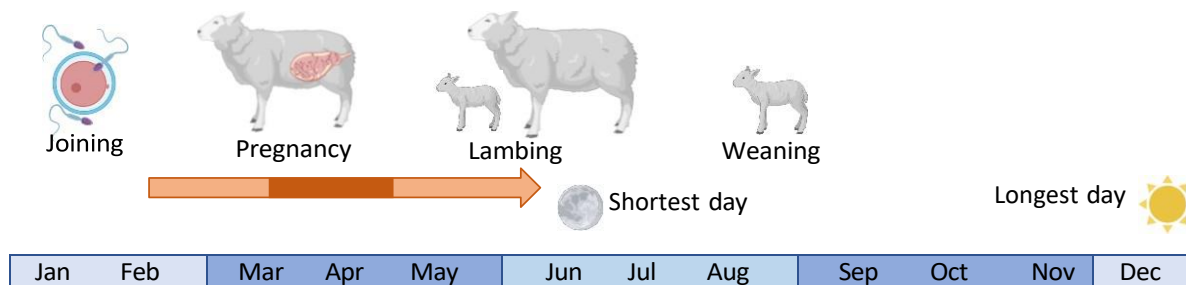 Joining
Pregnancy
Lambing
Weaning
Shortest day
Longest day
Jan Feb Mar Apr May Jun Jul Aug Sep Oct Nov Dec